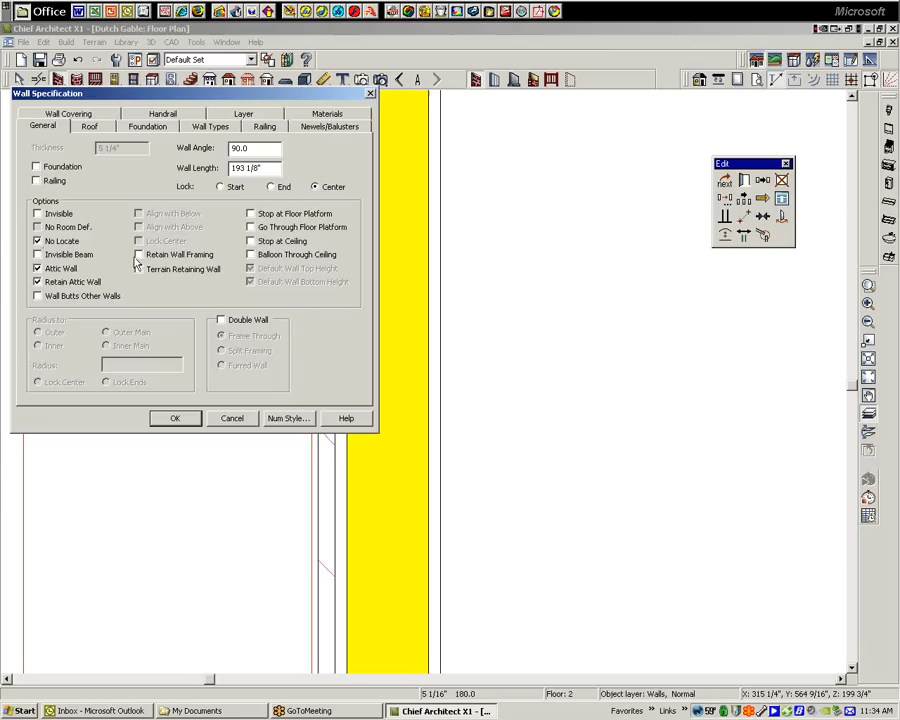 Office
Microsoft
Chief Architect X1 - [Dutch Gable: Floor Plan]
File Edit Build Terrain Library 3D CAD Tools Window Help
Default Set
Wall Specification
Wall Covering Handrail Layer Materials
General Roof Foundation Wall Types Railing Newels/Balusters
Thickness 5 1/4" Wall Angle: 90.0
Foundation Wall Length: 193 1/8"
Railing Lock: Start End Center
Options
Invisible Align with Below Stop at Floor Platform
No Room Def. Align with Above Go Through Floor Platform
No Locate Lock Center Stop at Ceiling
Invisible Beam Retain Wall Framing Balloon Through Ceiling
Attic Wall Terrain Retaining Wall Default Wall Top Height
Retain Attic Wall Default Wall Bottom Height
Wall Butts Other Walls
Radius to: Double Wall
Outer Outer Main Frame Through
Inner Inner Main Split Framing
Radius: Furred Wall
Lock Center Lock Ends
OK Cancel Num Style... Help
Edit
next
5 1/16" 180.0 Floor: 2 Object layer: Walls, Normal X: 315 1/4", Y: 564 9/16", Z: 199 3/4"
Start Inbox - Microsoft Outlook My Documents GoToMeeting Chief Architect X1 - [... Favorites » Links » 59° 11:34 AM